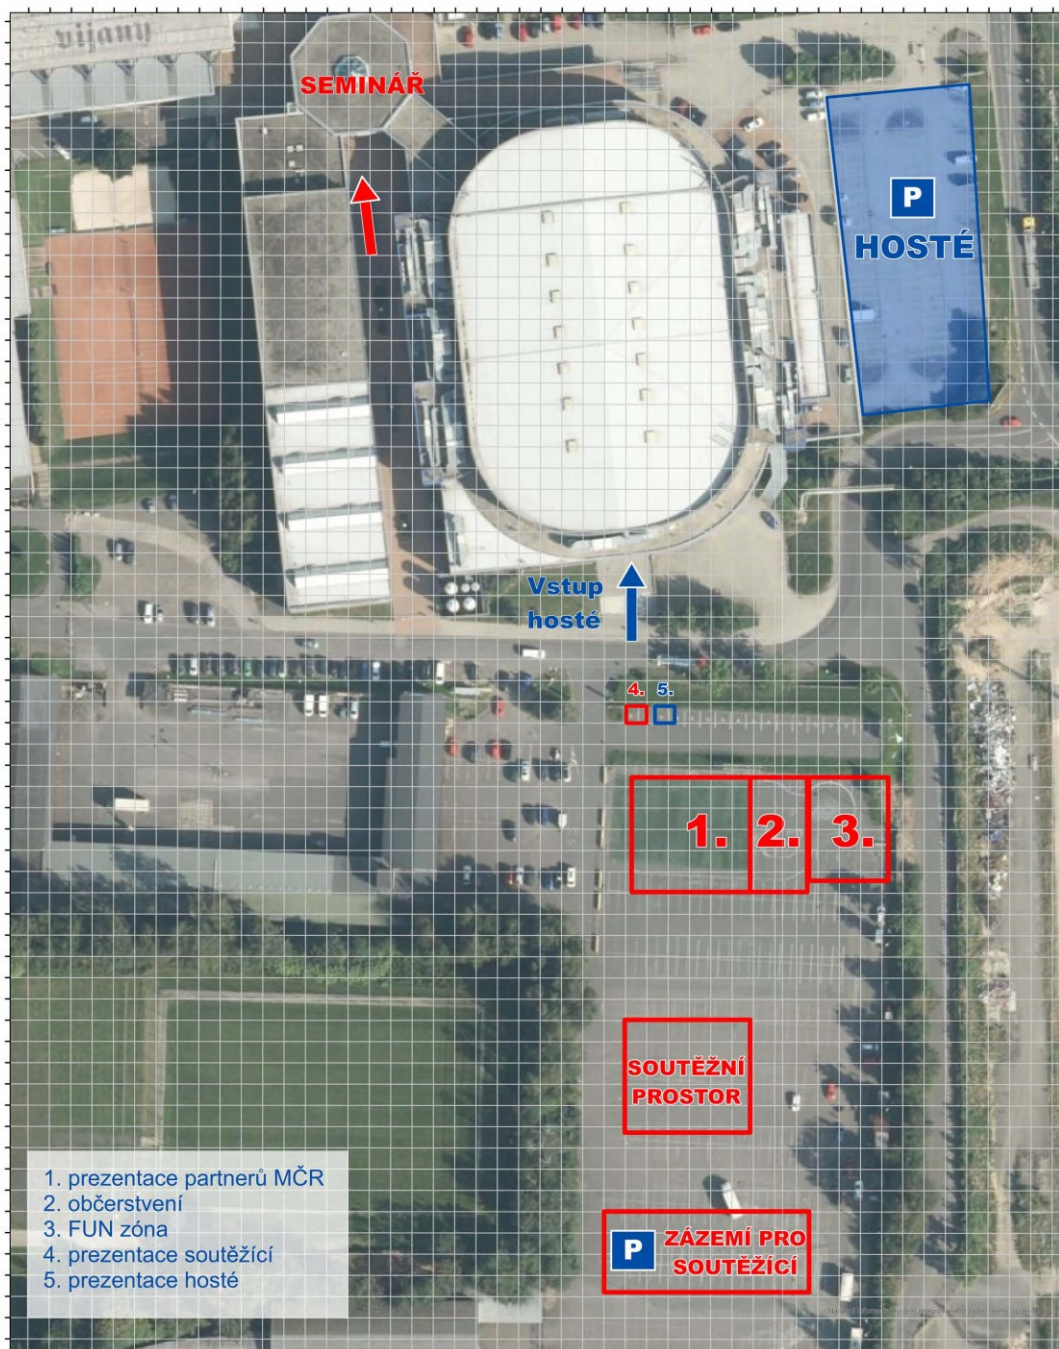 SEMINÁŘ
P
HOSTÉ
Vstup
hosté
4.
5.
1.
2.
3.
SOUTĚŽNÍ
PROSTOR
P
ZÁZEMÍ PRO
SOUTĚŽÍCÍ
1. prezentace partnerů MČR
2. občerstvení
3. FUN zóna
4. prezentace soutěžící
5. prezentace hosté